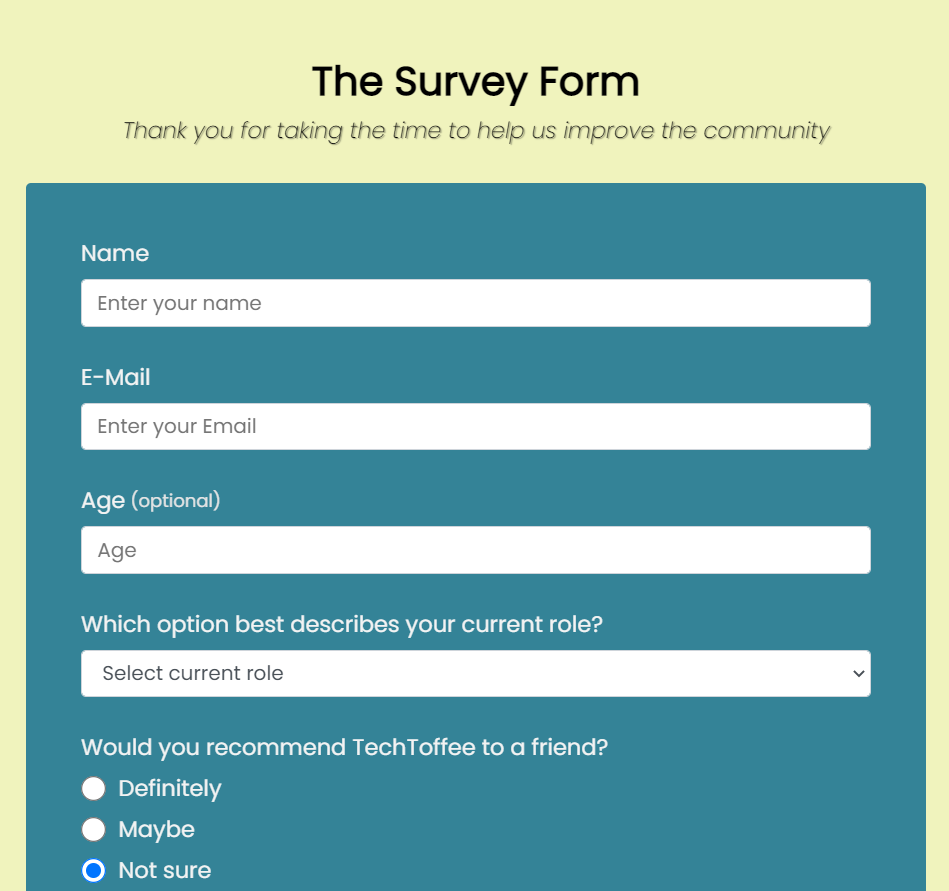 The Survey Form
Thank you for taking the time to help us improve the community
Name
Enter your name
E-Mail
Enter your Email
Age (optional)
Age
Which option best describes your current role?
Select current role
Would you recommend TechToffee to a friend?
Definitely
Maybe
Not sure